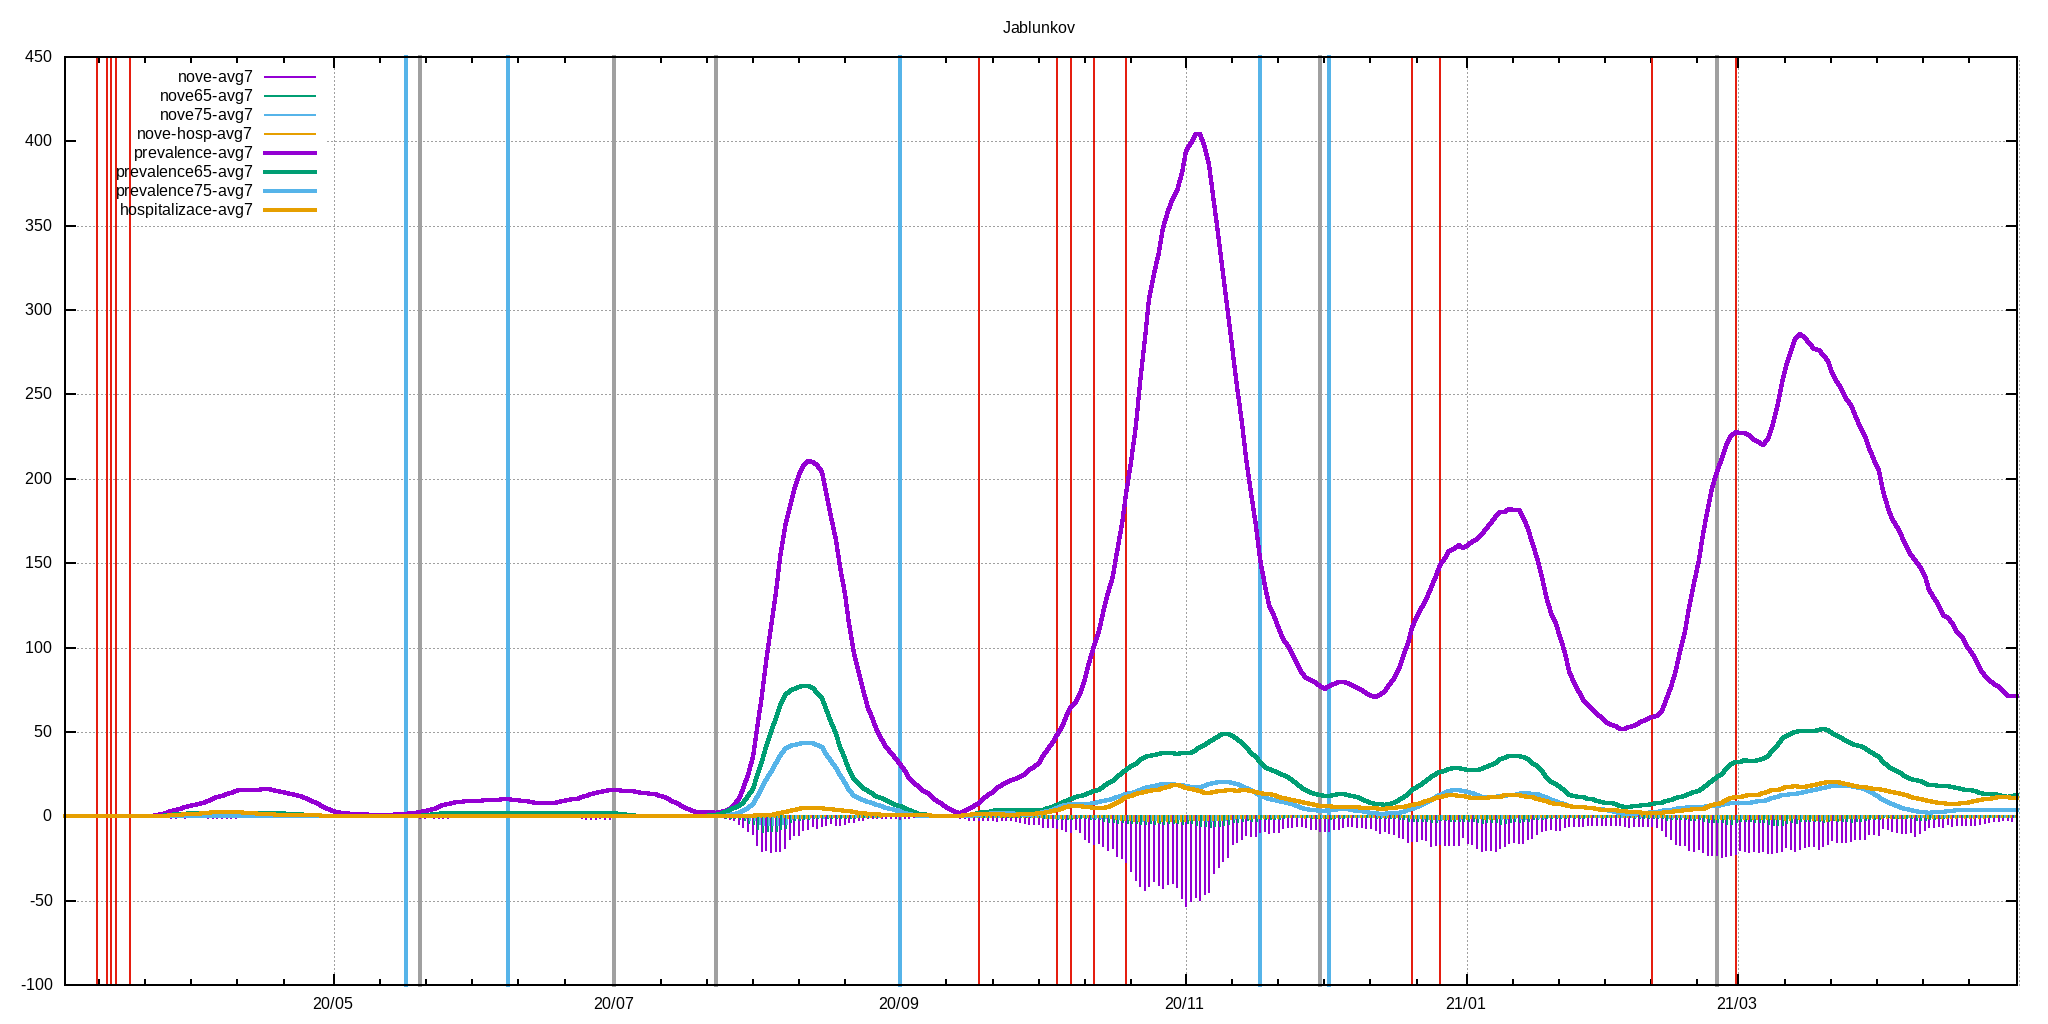 Jablunkov
450
400
350
300
250
200
150
100
50
0
-50
-100
nove-avg7
nove65-avg7
nove75-avg7
nove-hosp-avg7
prevalence-avg7
prevalence65-avg7
prevalence75-avg7
hospitalizace-avg7
20/05 20/07 20/09 20/11 21/01 21/03